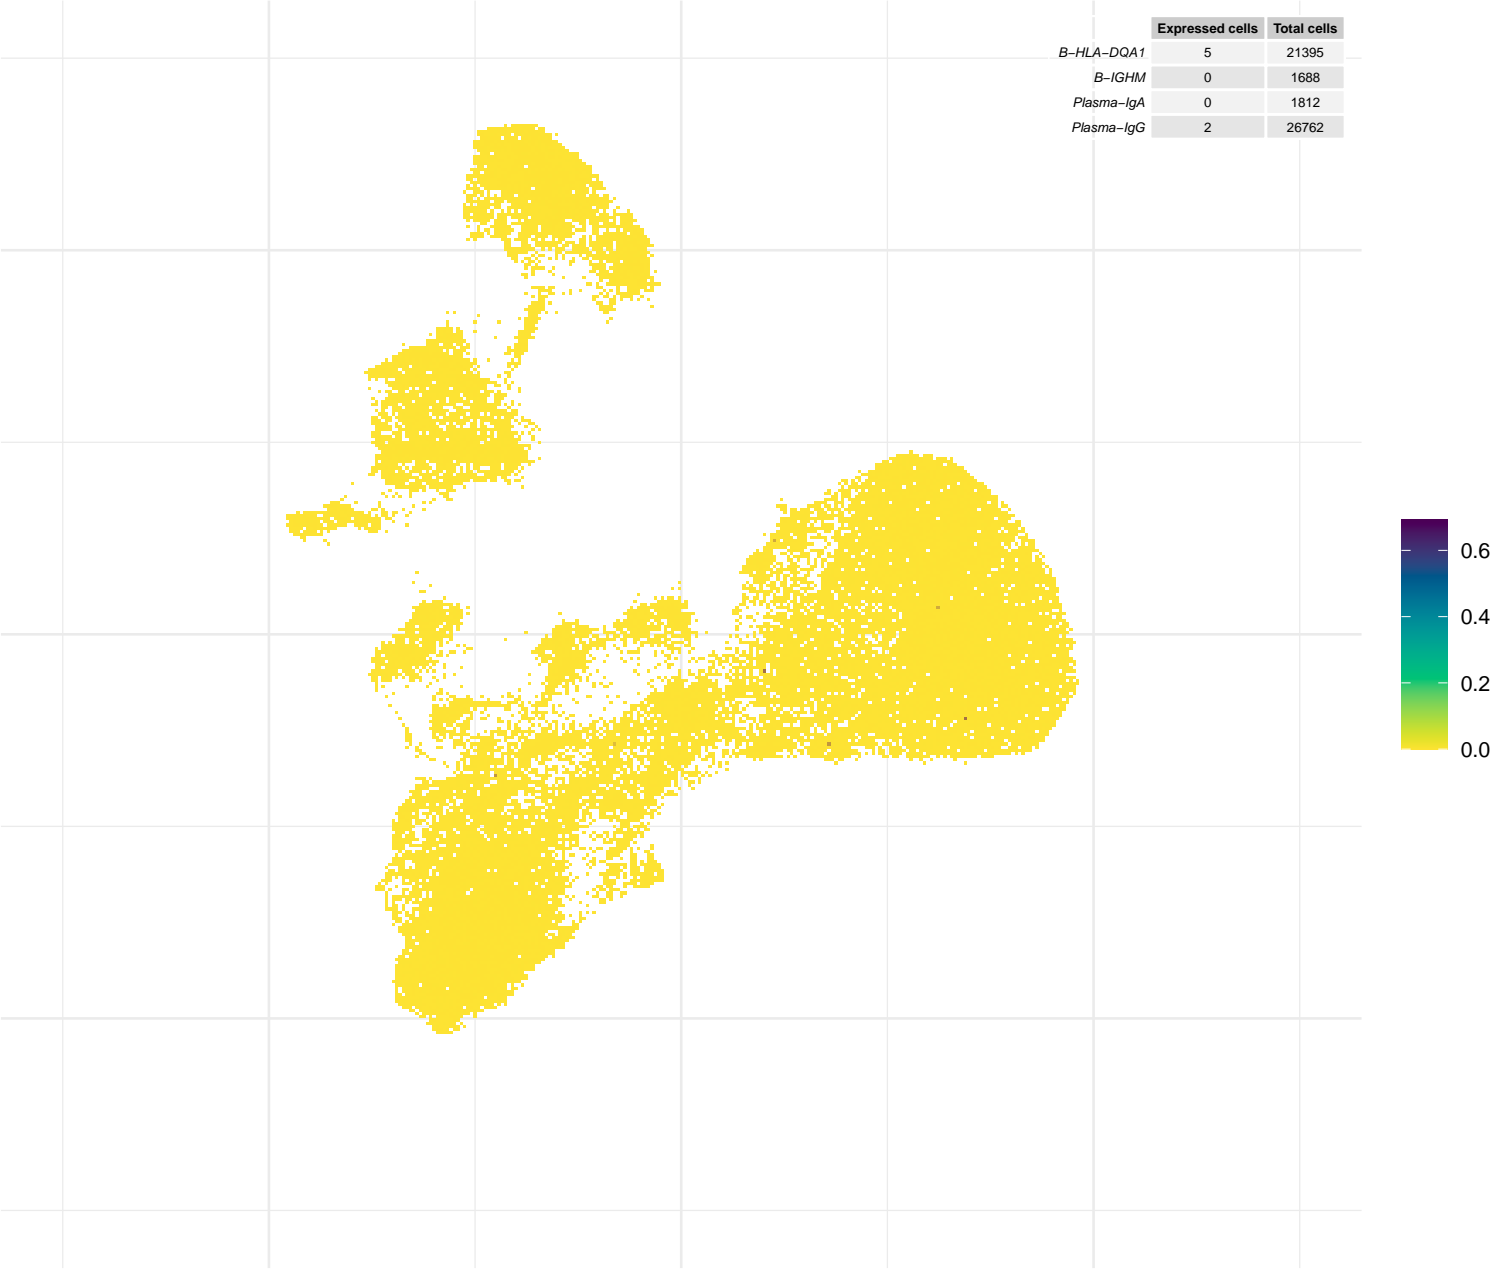 Expressed cells Total cells
B−HLA−DQA1 5 21395
B−IGHM 0 1688
Plasma−IgA 0 1812
Plasma−IgG 2 26762
0.6
0.4
0.2
0.0